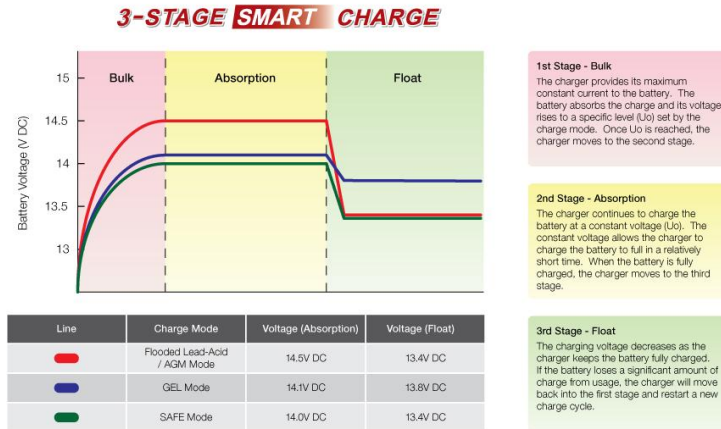 3-STAGE SMART CHARGE
Bulk
Absorption
Float
Battery Voltage (V DC)
15
14.5
14
13.5
13
1st Stage - Bulk
The charger provides its maximum
constant current to the battery. The
battery absorbs the charge and its voltage
rises to a specific level (Uo) set by the
charge mode. Once Uo is reached, the
charger moves to the second stage.
2nd Stage - Absorption
The charger continues to charge the
battery at a constant voltage (Uo). The
constant voltage allows the charger to
charge the battery to full in a relatively
short time. When the battery is fully
charged, the charger moves to the third
stage.
3rd Stage - Float
The charging voltage decreases as the
charger keeps the battery fully charged.
If the battery loses a significant amount of
charge from usage, the charger will move
back into the first stage and restart a new
charge cycle.
Line Charge Mode Voltage (Absorption) Voltage (Float)
Flooded Lead-Acid
/ AGM Mode 14.5V DC 13.4V DC
GEL Mode 14.1V DC 13.8V DC
SAFE Mode 14.0V DC 13.4V DC